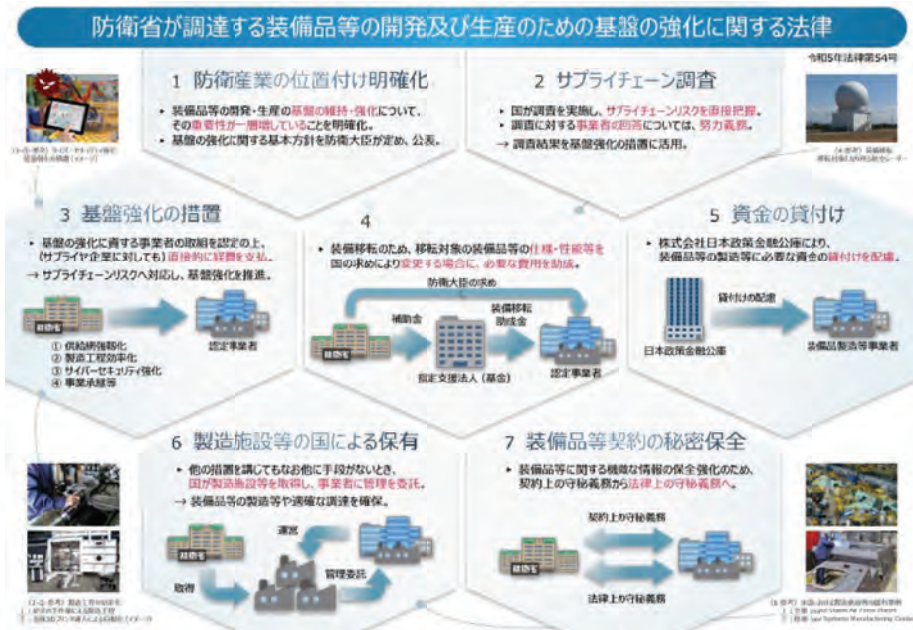 防衛省が調達する装備品等の開発及び生産のための基盤の強化に関する法律
令和5年法律第54号
1 防衛産業の位置付け明確化
▸ 装備品等の開発・生産の基盤の維持・強化について、
その重要性が一層増していることを明確化。
▸ 基盤の強化に関する基本方針を防衛大臣が定め、公表。
2 サプライチェーン調査
▸ 国が調査を実施し、サプライチェーンリスクを直接把握。
▸ 調査に対する事業者の回答については、努力義務。
→ 調査結果を基盤強化の措置に活用。
3 基盤強化の措置
▸ 基盤の強化に資する事業者の取組を認定の上、
(サプライヤ企業に対しても)直接的に経費を支払。
→ サプライチェーンリスクへ対応し、基盤強化を推進。
防衛省
認定事業者
① 供給網強靱化
② 製造工程効率化
③ サイバーセキュリティ強化
④ 事業承継等
4
▸ 装備移転のため、移転対象の装備品等の仕様・性能等を
国の求めにより変更する場合に、必要な費用を助成。
防衛大臣の求め
補助金
装備移転
助成金
防衛省
指定支援法人(基金)
認定事業者
5 資金の貸付け
▸ 株式会社日本政策金融公庫により、
装備品等の製造等に必要な資金の貸付けを配慮。
貸付けの配慮
日本政策金融公庫
装備品製造等事業者
6 製造施設等の国による保有
▸ 他の措置を講じてもなお他に手段がないとき、
国が製造施設等を取得し、事業者に管理を委託。
→ 装備品等の製造等や適確な調達を確保。
運営
防衛省
取得
管理委託
7 装備品等契約の秘密保全
▸ 装備品等に関する機微な情報の保全強化のため、
契約上の守秘義務から法律上の守秘義務へ。
契約上の守秘義務
防衛省
法律上の守秘義務